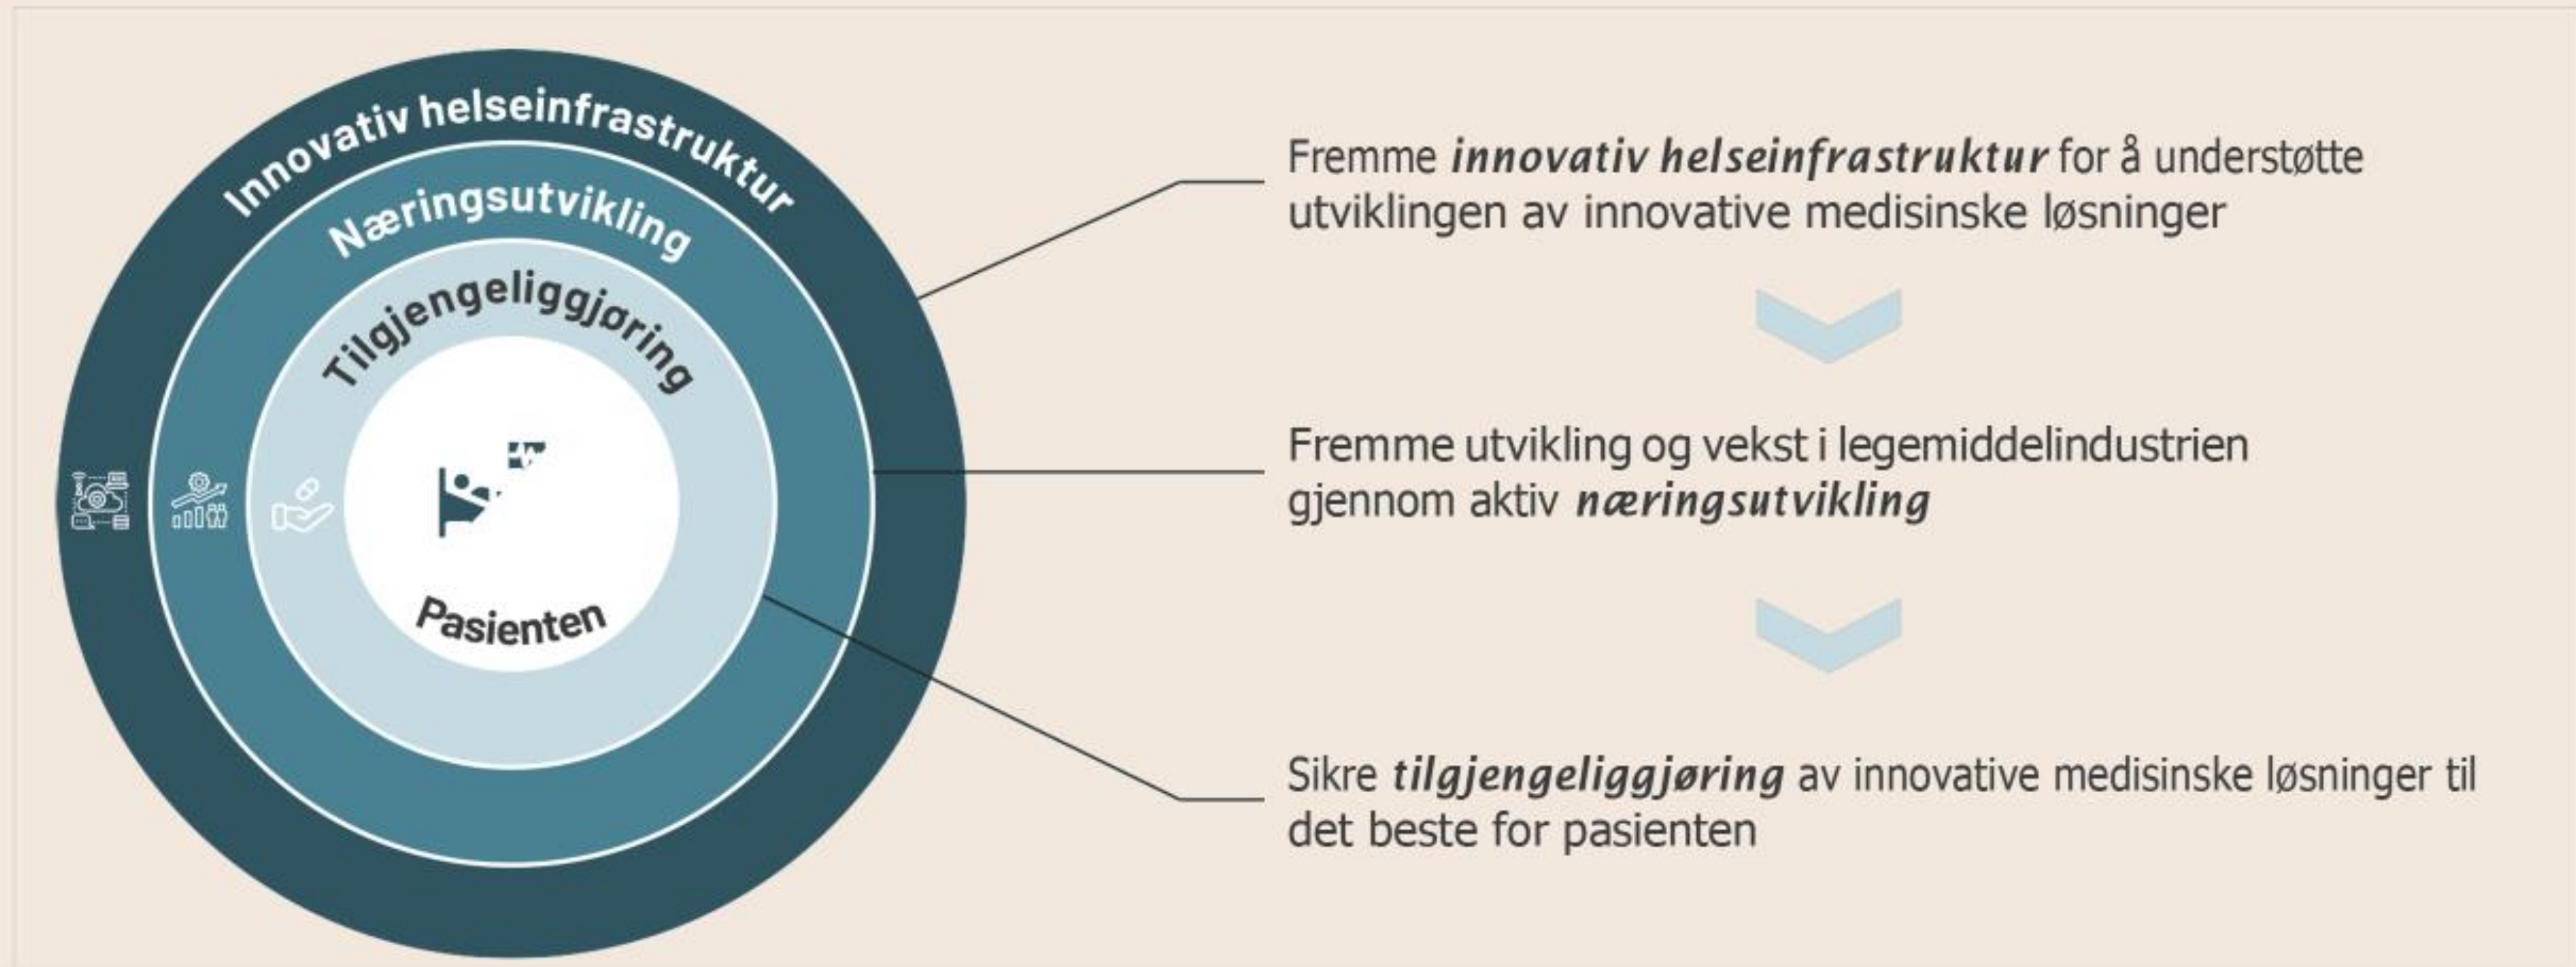 Innovativ helseinfrastruktur
Næringsutvikling
Tilgjengeliggjøring
Pasienten
Fremme innovativ helseinfrastruktur for å understøtte
utviklingen av innovative medisinske løsninger
Fremme utvikling og vekst i legemiddelindustrien
gjennom aktiv næringsutvikling
Sikre tilgjengeliggjøring av innovative medisinske løsninger til
det beste for pasienten